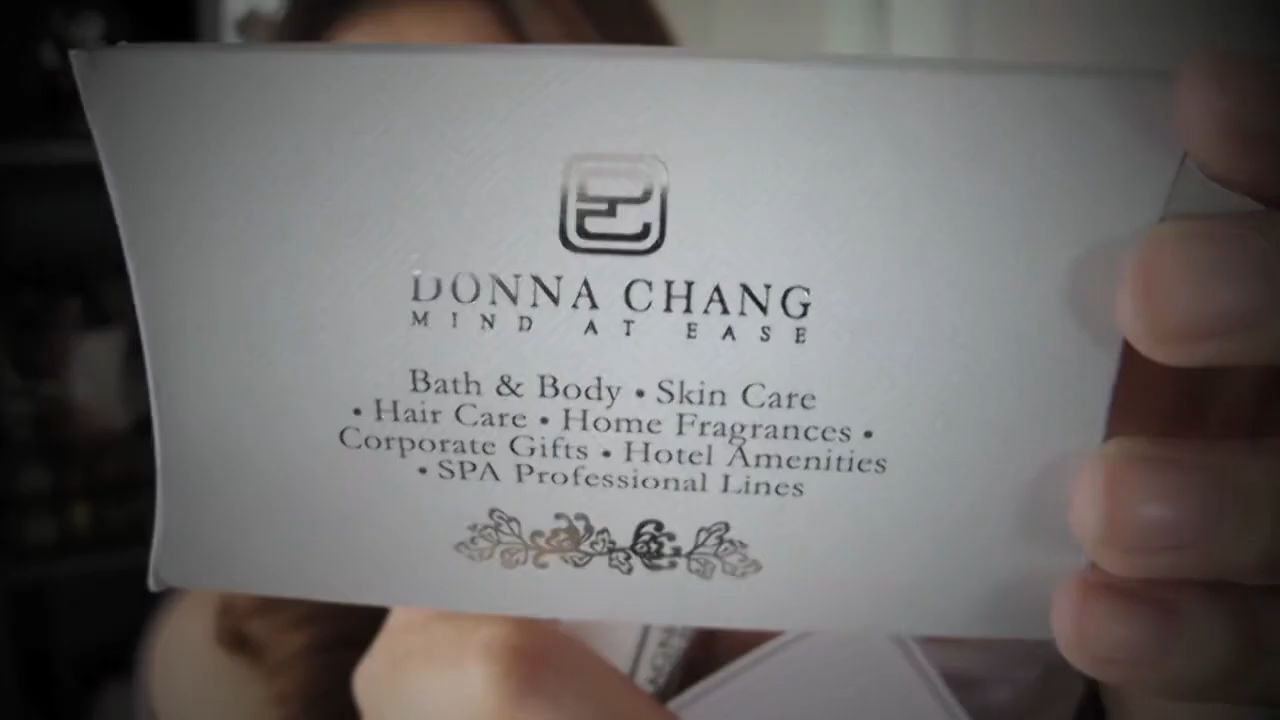 DONNA CHANG
MIND AT EASE
Bath & Body • Skin Care
• Hair Care • Home Fragrances •
Corporate Gifts • Hotel Amenities
• SPA Professional Lines